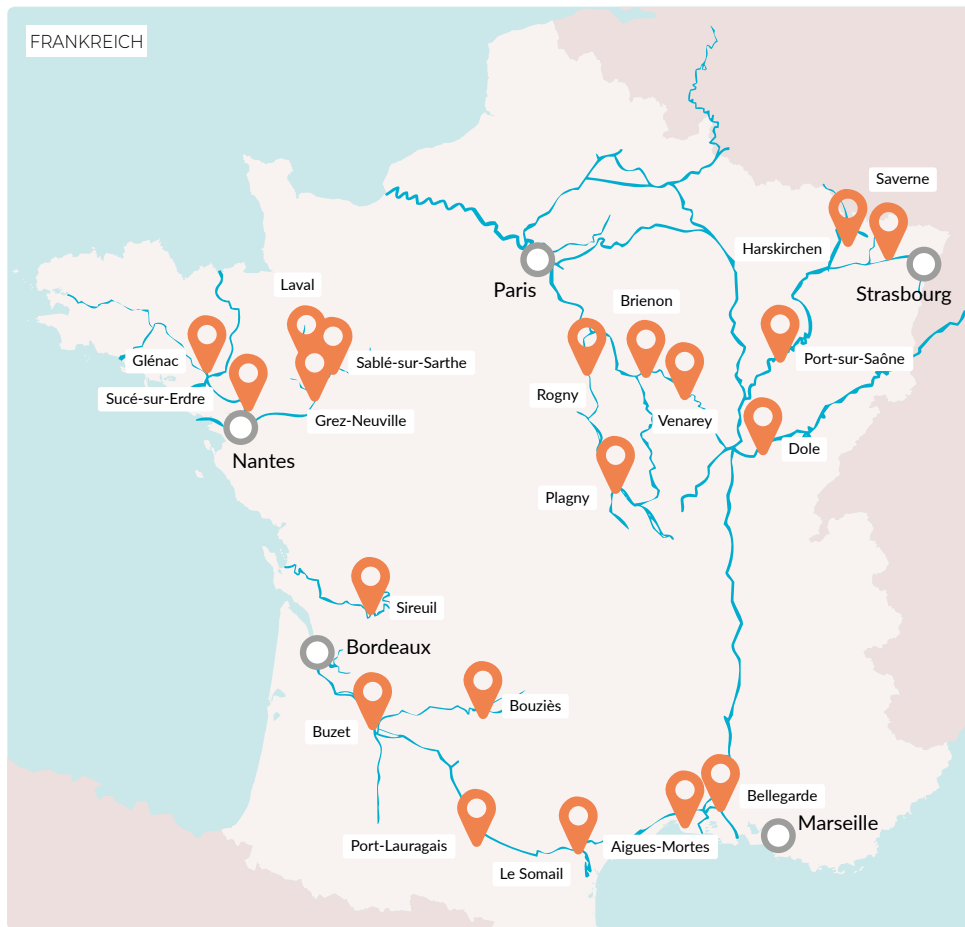 FRANKREICH
Saverne
Harskirchen
Strasbourg
Paris
Laval
Brienon
Glénac
Sablé-sur-Sarthe
Port-sur-Saône
Sucé-sur-Erdre
Rogny
Grez-Neuville
Venarey
Nantes
Dole
Plagny
Sireuil
Bordeaux
Bouziès
Buzet
Bellegarde
Marseille
Port-Lauragais
Aigues-Mortes
Le Somail